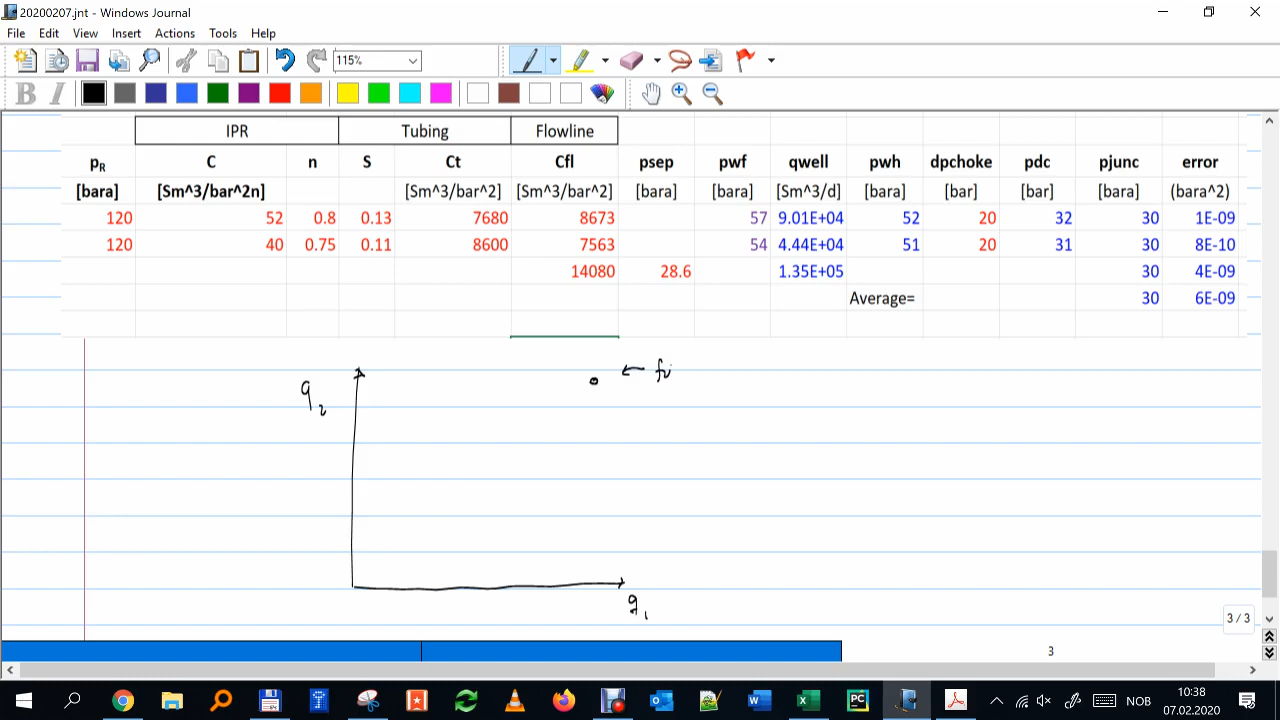 20200207.jnt - Windows Journal
File Edit View Insert Actions Tools Help
115%
B I
IPR Tubing Flowline
pR C n S Ct Cfl psep pwf qwell pwh dpchoke pdc pjunc error
[bara] [Sm^3/bar^2n] [Sm^3/bar^2] [Sm^3/bar^2] [bara] [bara] [Sm^3/d] [bara] [bar] [bar] [bara] (bara^2)
120 52 0.8 0.13 7680 8673 57 9.01E+04 52 20 32 30 1E-09
120 40 0.75 0.11 8600 7563 54 4.44E+04 51 20 31 30 8E-10
14080 28.6 1.35E+05 30 4E-09
Average= 30 6E-09
q2
← fu
q1
3 / 3
3
NOB
10:38
07.02.2020